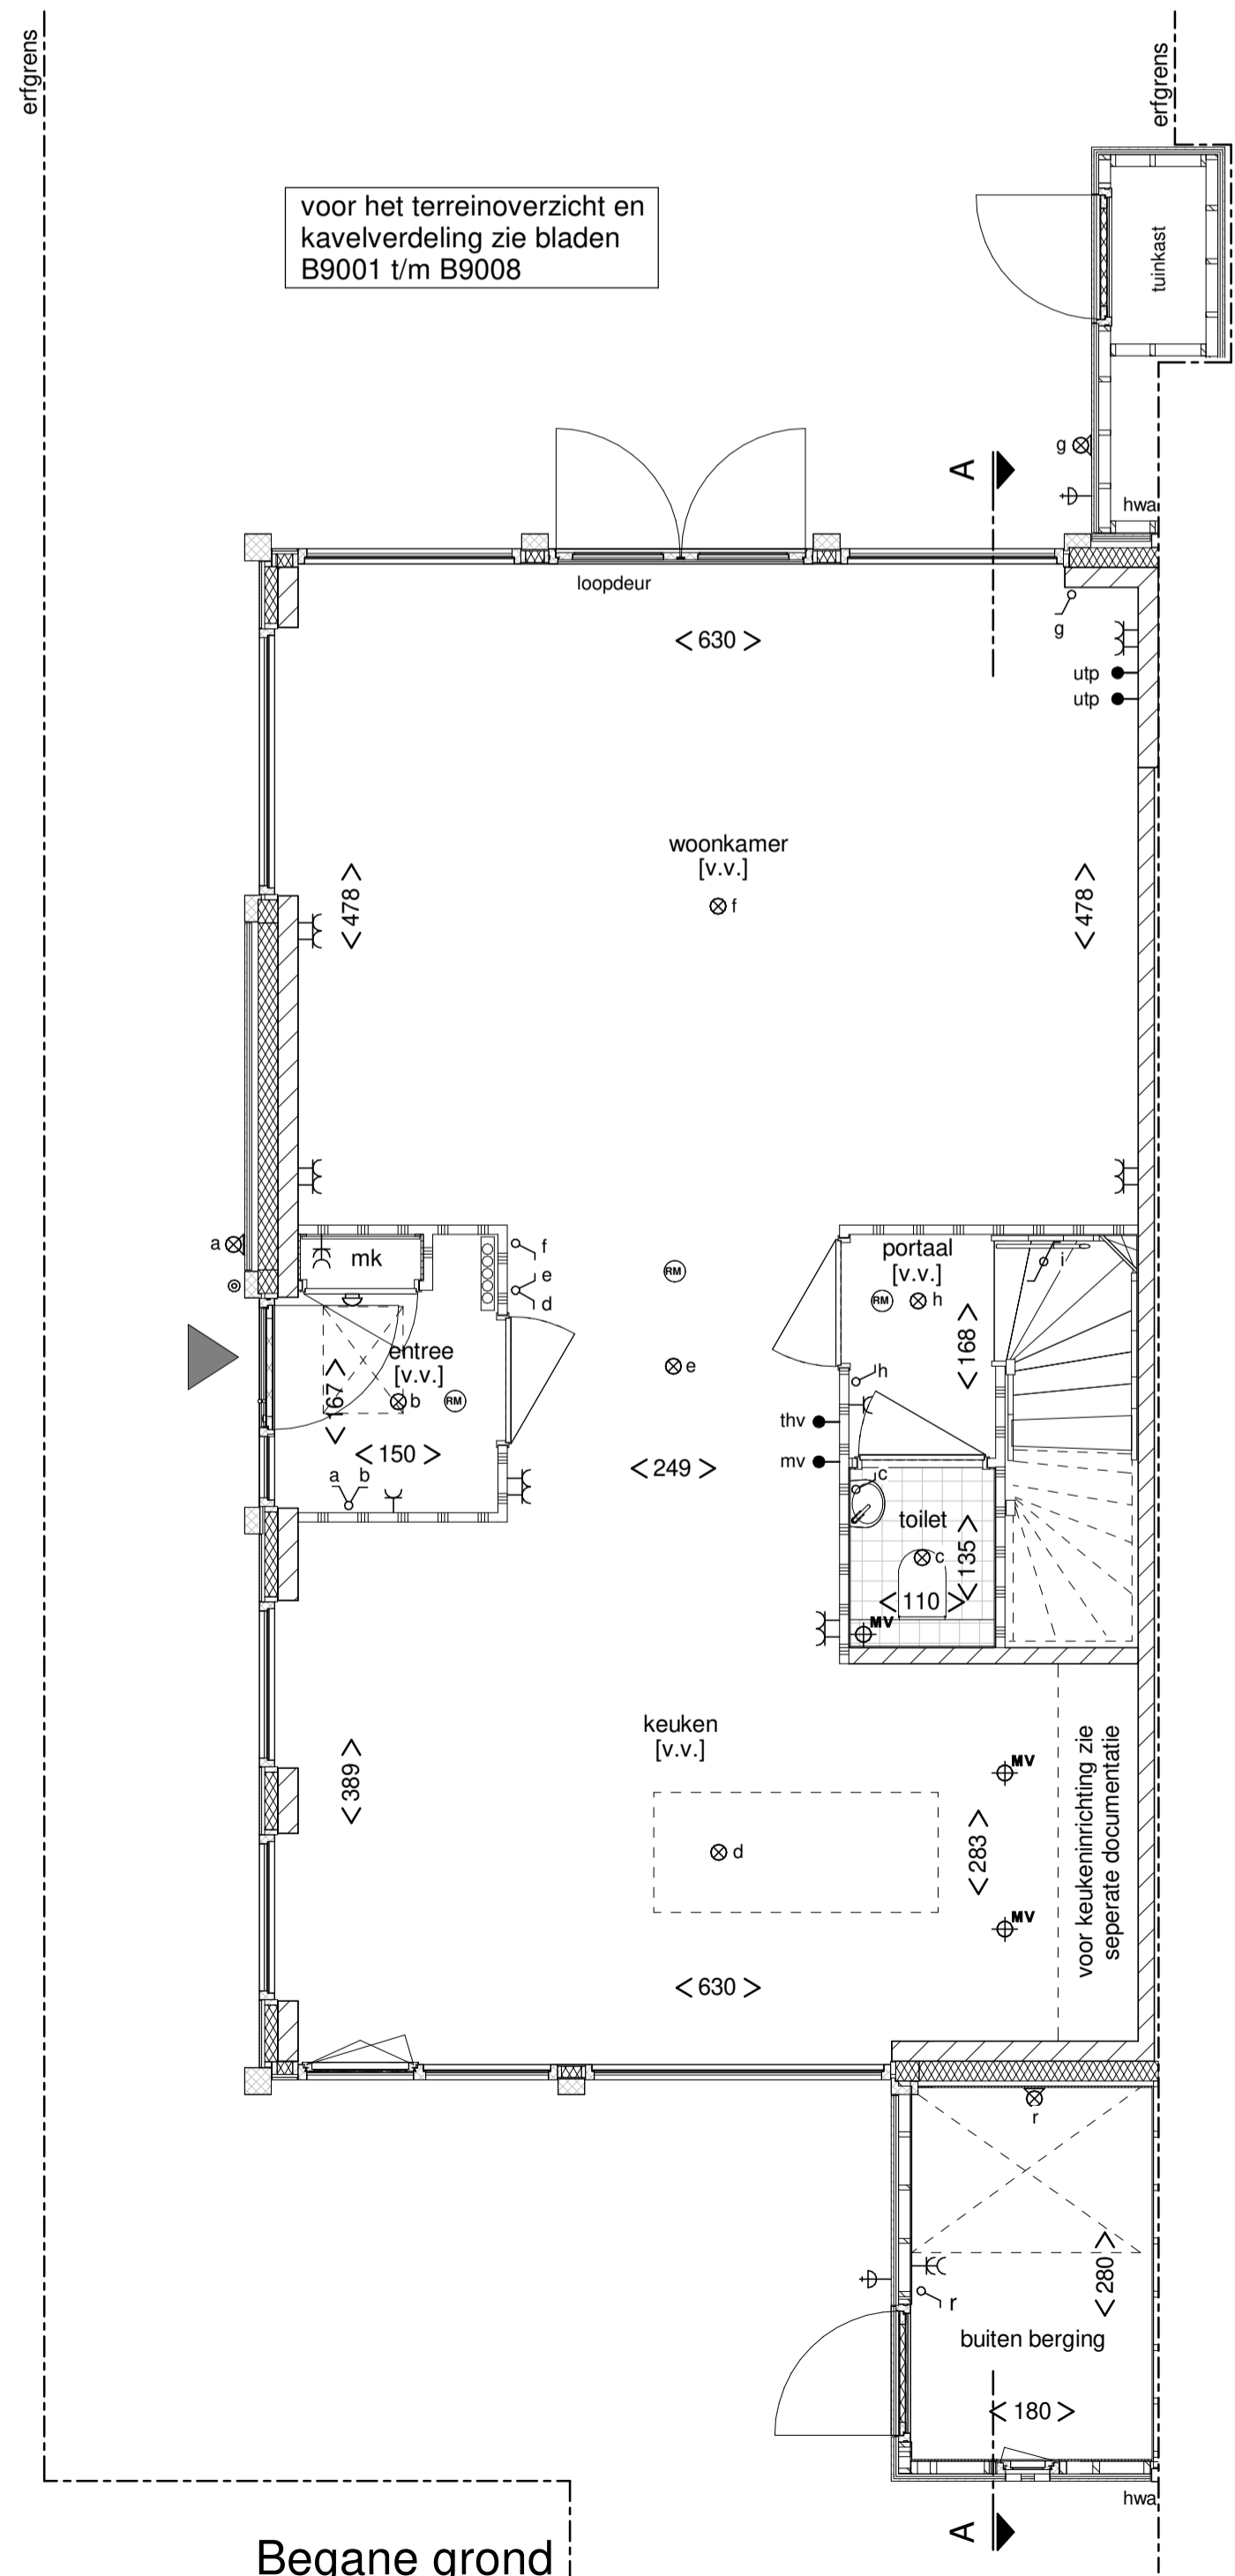 erfgrens
erfgrens
voor het terreinoverzicht en
kavelverdeling zie bladen
B9001 t/m B9008
tuinkast
g
A
hwa
loopdeur
g
< 630 >
utp
utp
woonkamer
[v.v.]
f
< 478 >
< 478 >
a
mk
f
e
d
RM
portaal
[v.v.]
RM
h
i
entree
[v.v.]
b
RM
< 167 >
< 150 >
a b
e
< 168 >
h
thv
mv
< 249 >
c
toilet
c
< 135 >
< 110 >
MV
keuken
[v.v.]
< 389 >
MV
d
< 283 >
MV
voor keukeninrichting zie
seperate documentatie
< 630 >
r
< 280 >
r
buiten berging
< 180 >
hwa
A
Begane grond